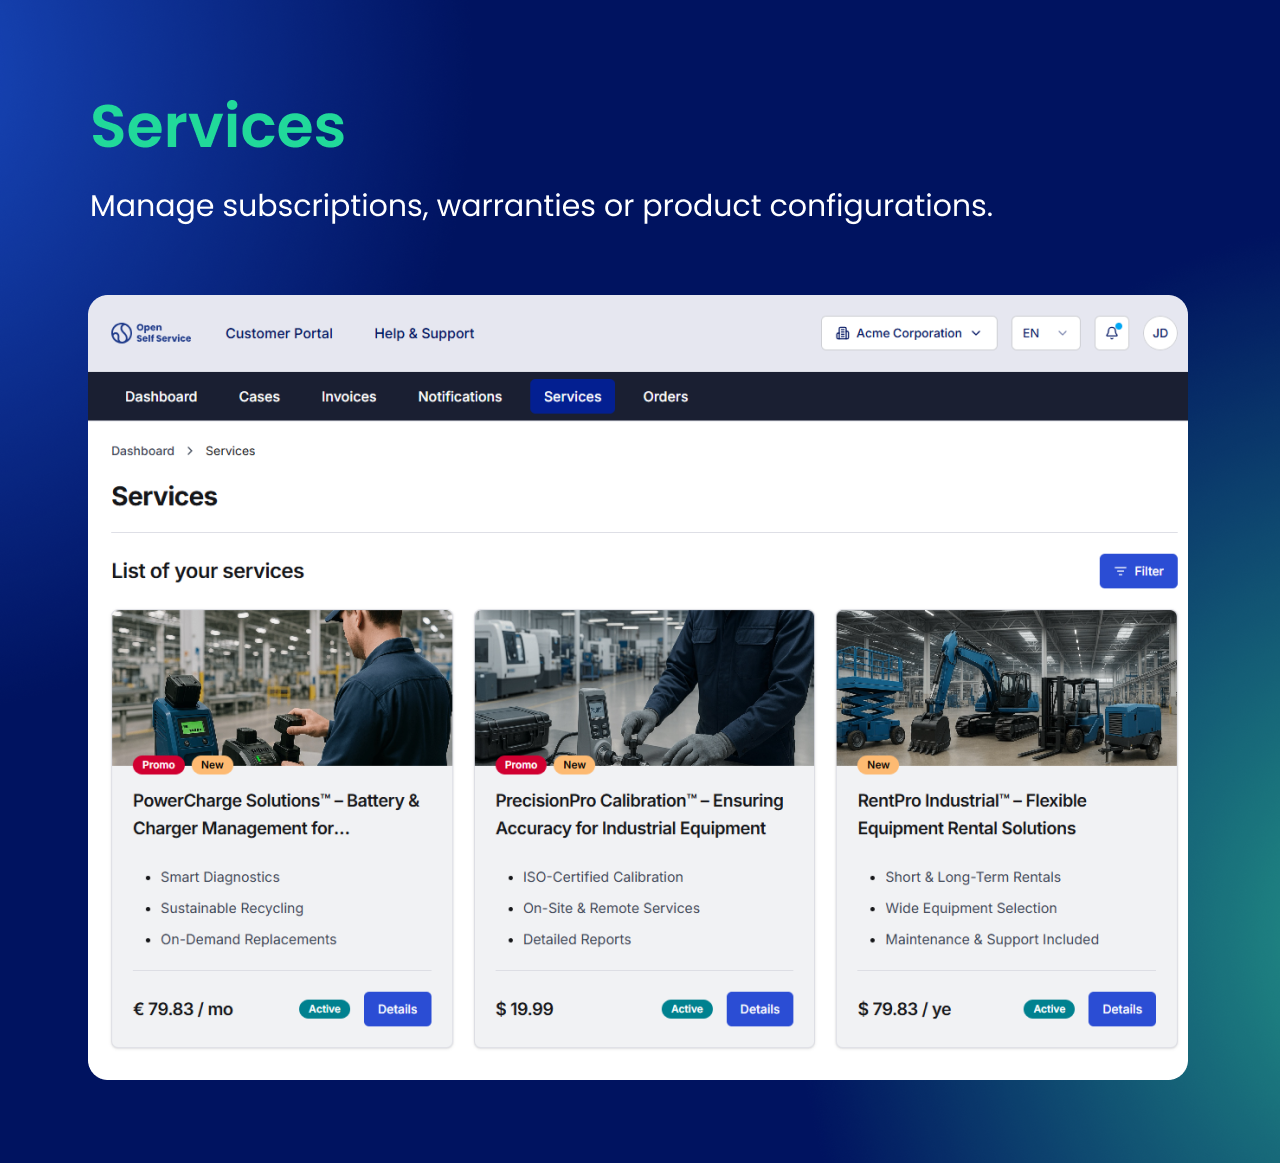 Services
Manage subscriptions, warranties or product configurations.
Open
Self Service
Customer Portal
Help & Support
Acme Corporation
EN
JD
Dashboard
Cases
Invoices
Notifications
Services
Orders
Dashboard > Services
Services
List of your services
Filter
Promo
New
PowerCharge Solutions™ – Battery &
Charger Management for...
• Smart Diagnostics
• Sustainable Recycling
• On-Demand Replacements
€ 79.83 / mo
Active
Details
Promo
New
PrecisionPro Calibration™ – Ensuring
Accuracy for Industrial Equipment
• ISO-Certified Calibration
• On-Site & Remote Services
• Detailed Reports
$ 19.99
Active
Details
New
RentPro Industrial™ – Flexible
Equipment Rental Solutions
• Short & Long-Term Rentals
• Wide Equipment Selection
• Maintenance & Support Included
$ 79.83 / ye
Active
Details